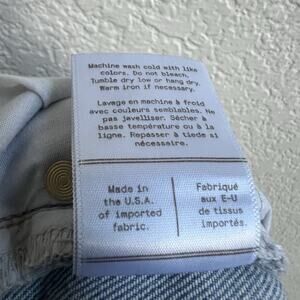 Machine wash cold with like
colors. Do not bleach.
Tumble dry low or hang dry.
Warm iron if necessary.
Lavage en machine à froid
avec couleurs semblables. Ne
pas javelliser. Sécher à
basse température ou à la
ligne. Repasser à tiède si
nécessaire.
Made in
the U.S.A.
of imported
fabric.
Fabriqué
aux E-U
de tissus
importés.